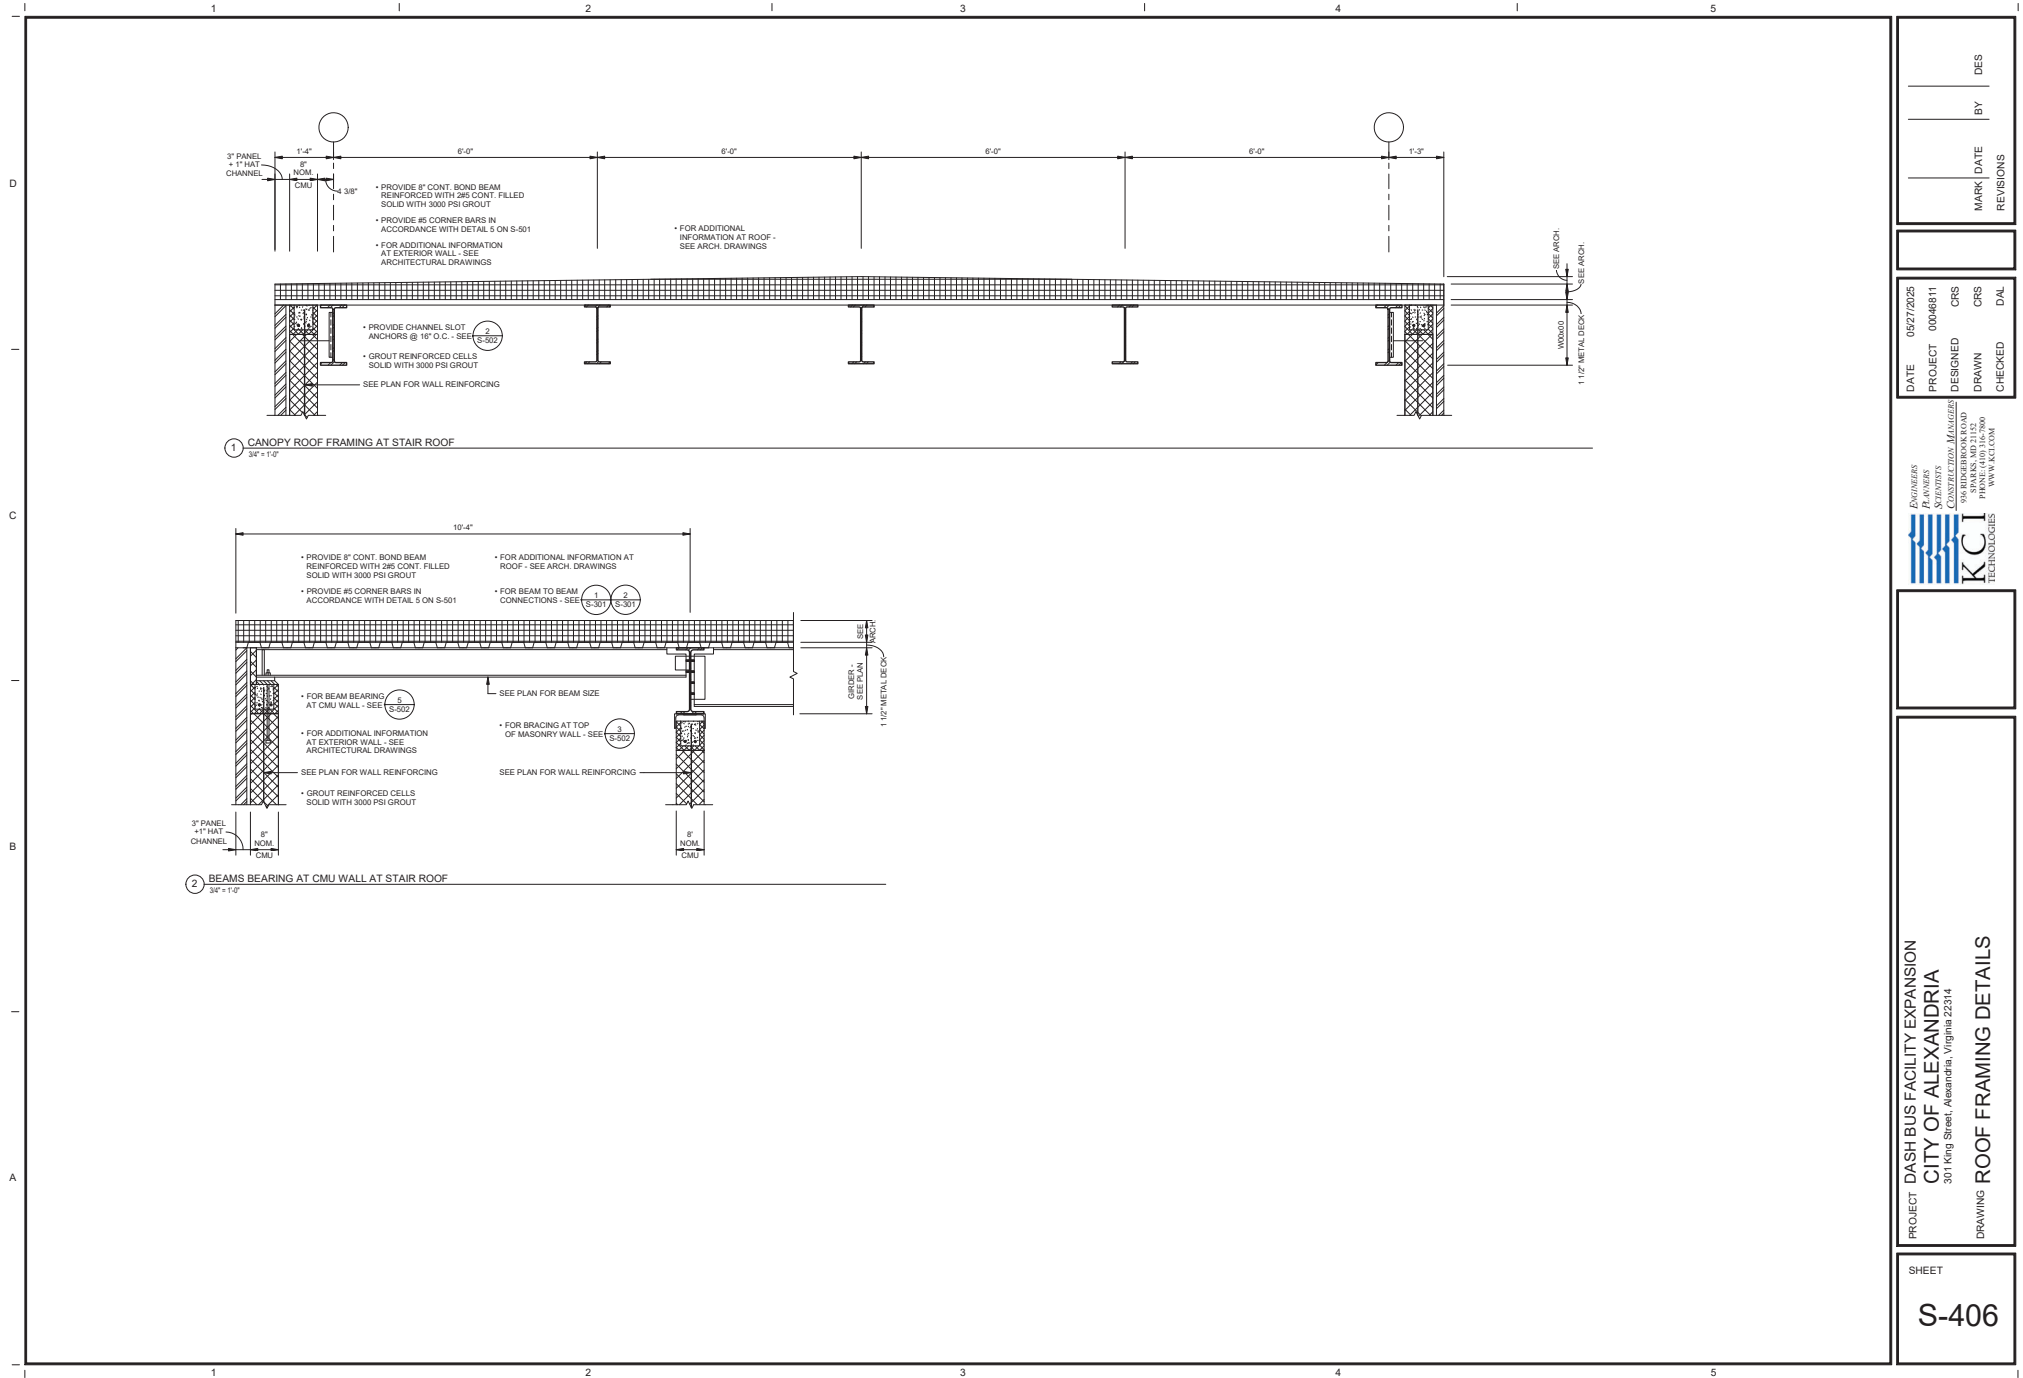 1 2 3 4 5
D
C
B
A
1'-4"
6'-0"
6'-0"
6'-0"
6'-0"
1'-3"
3" PANEL
+ 1" HAT
CHANNEL
8"
NOM.
CMU
4 3/8"
• PROVIDE 8" CONT. BOND BEAM
REINFORCED WITH 2#5 CONT. FILLED
SOLID WITH 3000 PSI GROUT
• PROVIDE #5 CORNER BARS IN
ACCORDANCE WITH DETAIL 5 ON S-501
• FOR ADDITIONAL INFORMATION
AT EXTERIOR WALL - SEE
ARCHITECTURAL DRAWINGS
• FOR ADDITIONAL
INFORMATION AT ROOF -
SEE ARCH. DRAWINGS
SEE ARCH.
SEE ARCH.
W00x00
1 1/2" METAL DECK
• PROVIDE CHANNEL SLOT
ANCHORS @ 16" O.C. - SEE
2
S-502
• GROUT REINFORCED CELLS
SOLID WITH 3000 PSI GROUT
SEE PLAN FOR WALL REINFORCING
1
CANOPY ROOF FRAMING AT STAIR ROOF
3/4" = 1'-0"
10'-4"
• PROVIDE 8" CONT. BOND BEAM
REINFORCED WITH 2#5 CONT. FILLED
SOLID WITH 3000 PSI GROUT
• PROVIDE #5 CORNER BARS IN
ACCORDANCE WITH DETAIL 5 ON S-501
• FOR ADDITIONAL INFORMATION AT
ROOF - SEE ARCH. DRAWINGS
• FOR BEAM TO BEAM
CONNECTIONS - SEE
1
S-301
2
S-301
SEE
ARCH.
GIRDER -
SEE PLAN
1 1/2" METAL DECK
SEE PLAN FOR BEAM SIZE
• FOR BEAM BEARING
AT CMU WALL - SEE
5
S-502
• FOR BRACING AT TOP
OF MASONRY WALL - SEE
3
S-502
• FOR ADDITIONAL INFORMATION
AT EXTERIOR WALL - SEE
ARCHITECTURAL DRAWINGS
SEE PLAN FOR WALL REINFORCING
SEE PLAN FOR WALL REINFORCING
• GROUT REINFORCED CELLS
SOLID WITH 3000 PSI GROUT
3" PANEL
+1" HAT
CHANNEL
8"
NOM.
CMU
8'
NOM.
CMU
2
BEAMS BEARING AT CMU WALL AT STAIR ROOF
3/4" = 1'-0"
1 2 3 4 5
MARK DATE BY DES
REVISIONS
DATE 05/27/2025
PROJECT 00046811
DESIGNED CRS
DRAWN CRS
CHECKED DAL
ENGINEERS
PLANNERS
SCIENTISTS
CONSTRUCTION MANAGERS
936 RIDGEBROOK ROAD
SPARKS, MD 21152
PHONE: (410) 316-7800
WWW.KCI.COM
KCI
TECHNOLOGIES
PROJECT DASH BUS FACILITY EXPANSION
CITY OF ALEXANDRIA
301 King Street, Alexandria, Virginia 22314
DRAWING ROOF FRAMING DETAILS
SHEET
S-406